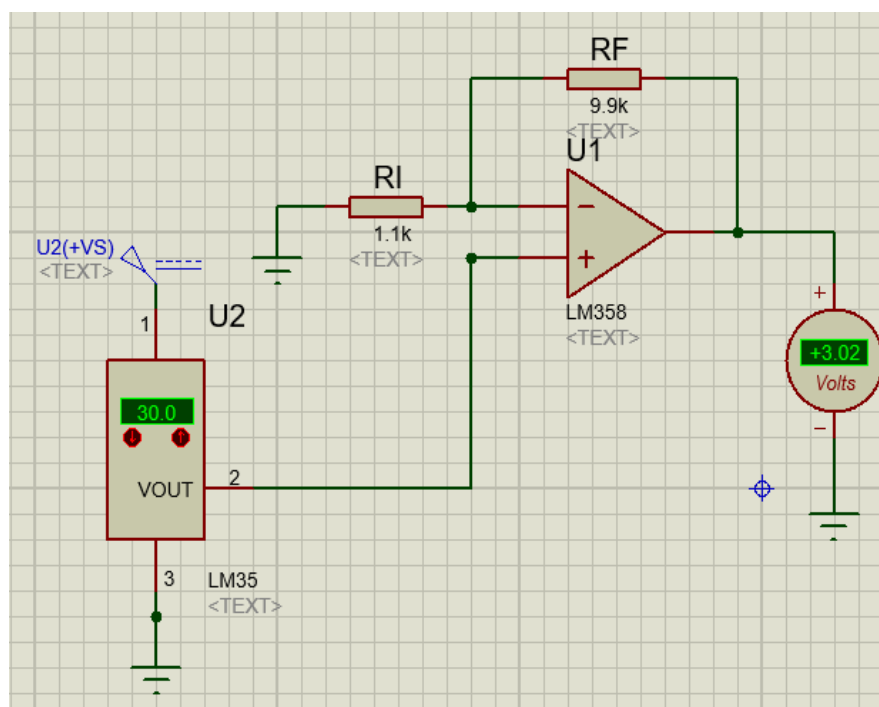 RF
9.9k
<TEXT>
U1
RI
1.1k
<TEXT>
−
+
LM358
<TEXT>
U2(+VS)
<TEXT>
1
U2
30.0
VOUT
2
3
LM35
<TEXT>
+
+3.02
Volts
−